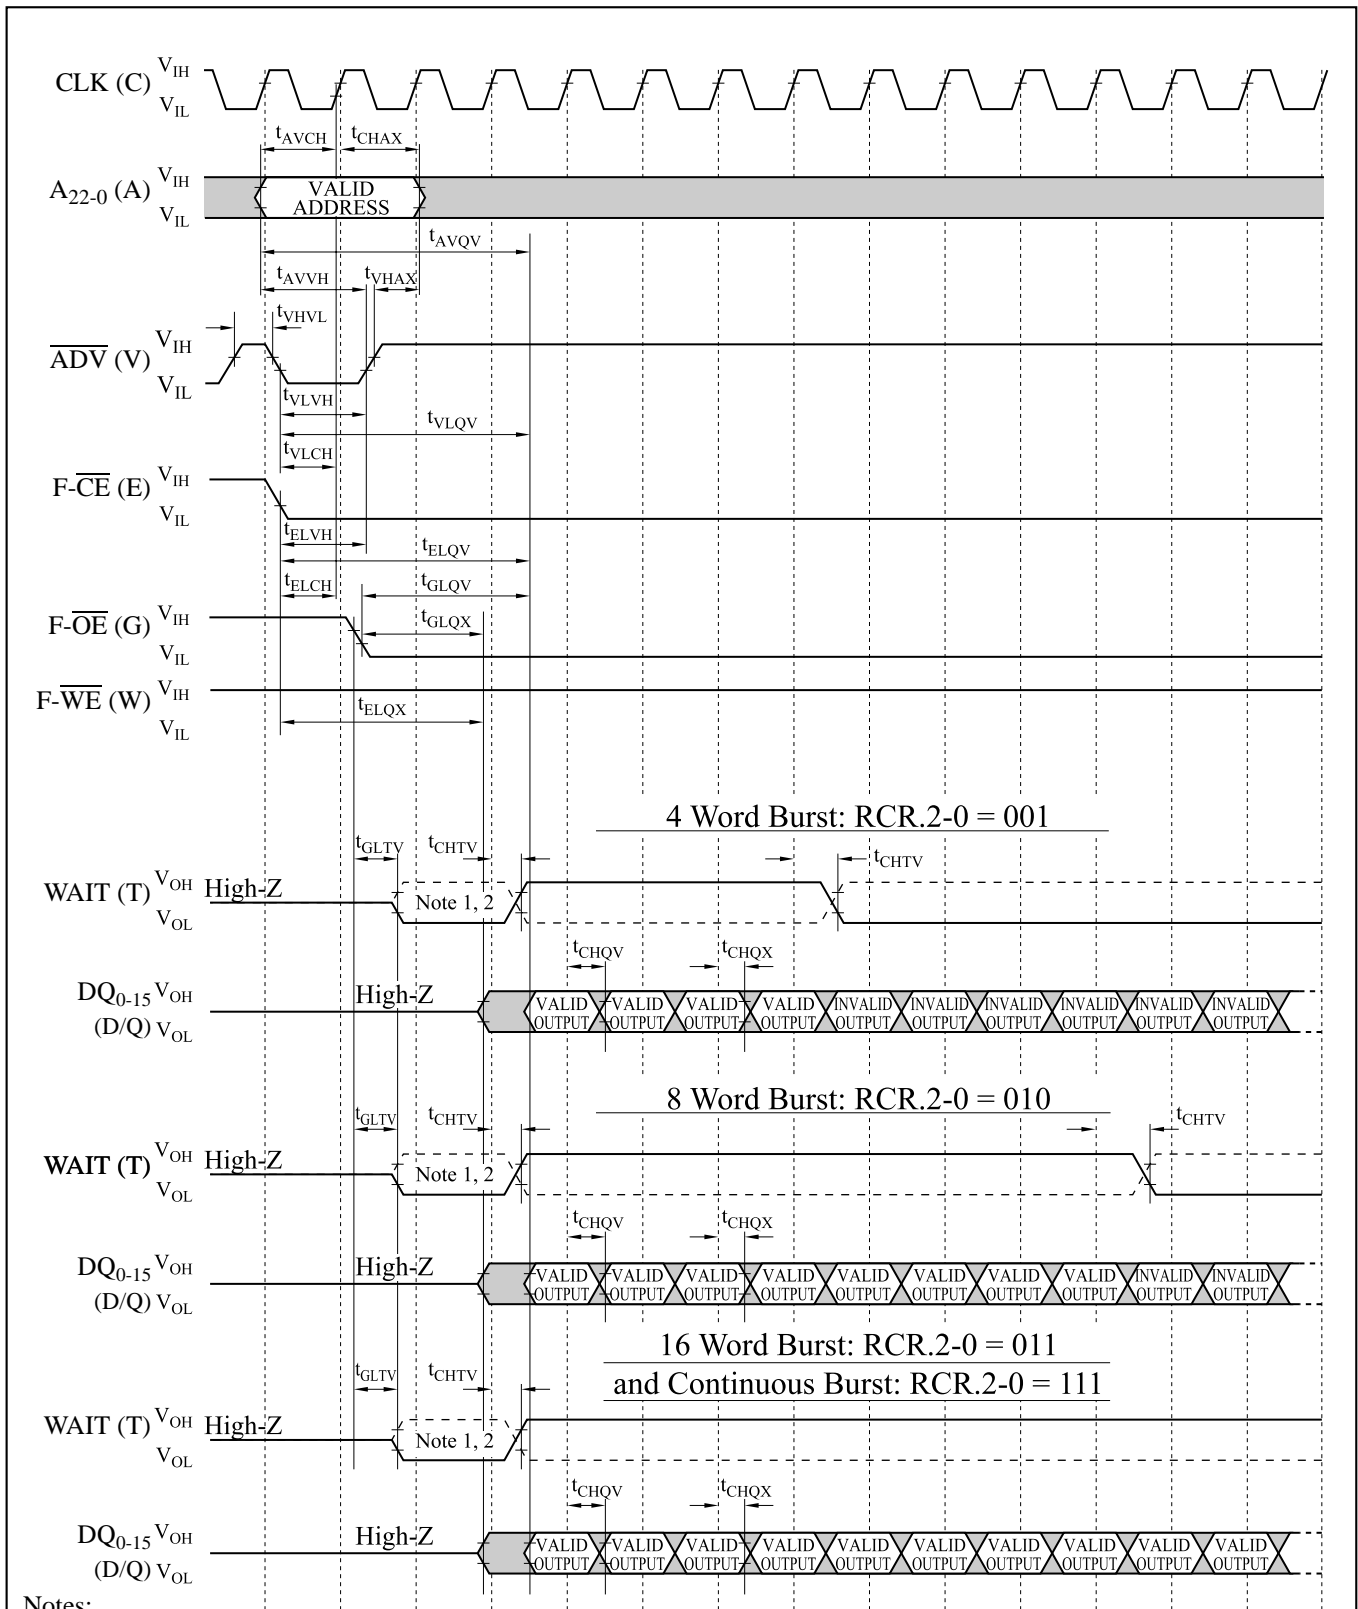 CLK (C) VIH
VIL
tAVCH tCHAX
A22-0 (A) VIH
VIL
VALID
ADDRESS
tAVQV
tAVVH tVHAX
tVHVL
ADV (V) VIH
VIL
tVLVH
tVLQV
tVLCH
F-CE (E) VIH
VIL
tELVH
tELQV
tELCH tGLQV
F-OE (G) VIH
tGLQX
VIL
F-WE (W) VIH
tELQX
VIL
4 Word Burst: RCR.2-0 = 001
tGLTV tCHTV tCHTV
WAIT (T) VOH High-Z
VOL
Note 1, 2
tCHQV tCHQX
DQ0-15 VOH High-Z
(D/Q) VOL
VALID VALID VALID VALID INVALID INVALID INVALID INVALID INVALID INVALID
OUTPUT OUTPUT OUTPUT OUTPUT OUTPUT OUTPUT OUTPUT OUTPUT OUTPUT OUTPUT
8 Word Burst: RCR.2-0 = 010
tGLTV tCHTV tCHTV
WAIT (T) VOH High-Z
VOL
Note 1, 2
tCHQV tCHQX
DQ0-15 VOH High-Z
(D/Q) VOL
VALID VALID VALID VALID VALID VALID VALID VALID INVALID INVALID
OUTPUT OUTPUT OUTPUT OUTPUT OUTPUT OUTPUT OUTPUT OUTPUT OUTPUT OUTPUT
16 Word Burst: RCR.2-0 = 011
and Continuous Burst: RCR.2-0 = 111
tGLTV tCHTV
WAIT (T) VOH High-Z
VOL
Note 1, 2
tCHQV tCHQX
DQ0-15 VOH High-Z
(D/Q) VOL
VALID VALID VALID VALID VALID VALID VALID VALID VALID VALID
OUTPUT OUTPUT OUTPUT OUTPUT OUTPUT OUTPUT OUTPUT OUTPUT OUTPUT OUTPUT
Notes: